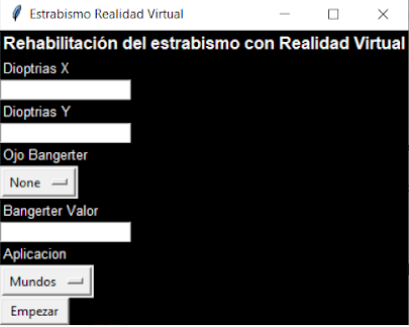 Estrabismo Realidad Virtual
Rehabilitación del estrabismo con Realidad Virtual
Dioptrias X
Dioptrias Y
Ojo Bangerter
None
Bangerter Valor
Aplicacion
Mundos
Empezar